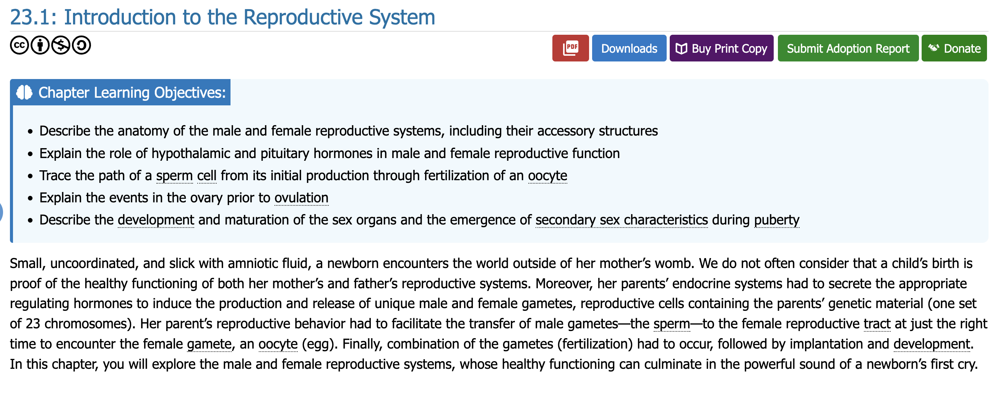 23.1: Introduction to the Reproductive System
cc
PDF
Downloads
Buy Print Copy
Submit Adoption Report
Donate
Chapter Learning Objectives:
• Describe the anatomy of the male and female reproductive systems, including their accessory structures
• Explain the role of hypothalamic and pituitary hormones in male and female reproductive function
• Trace the path of a sperm cell from its initial production through fertilization of an oocyte
• Explain the events in the ovary prior to ovulation
• Describe the development and maturation of the sex organs and the emergence of secondary sex characteristics during puberty
Small, uncoordinated, and slick with amniotic fluid, a newborn encounters the world outside of her mother’s womb. We do not often consider that a child’s birth is
proof of the healthy functioning of both her mother’s and father’s reproductive systems. Moreover, her parents’ endocrine systems had to secrete the appropriate
regulating hormones to induce the production and release of unique male and female gametes, reproductive cells containing the parents’ genetic material (one set
of 23 chromosomes). Her parent’s reproductive behavior had to facilitate the transfer of male gametes—the sperm—to the female reproductive tract at just the right
time to encounter the female gamete, an oocyte (egg). Finally, combination of the gametes (fertilization) had to occur, followed by implantation and development.
In this chapter, you will explore the male and female reproductive systems, whose healthy functioning can culminate in the powerful sound of a newborn’s first cry.